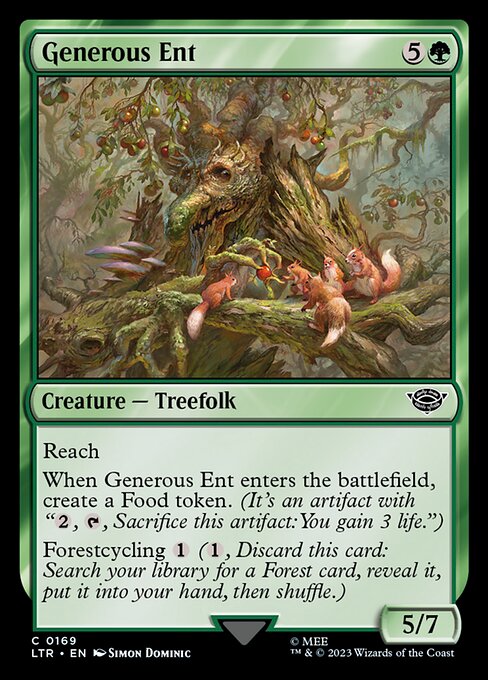 Generous Ent 5
Creature — Treefolk
Reach
When Generous Ent enters the battlefield,
create a Food token. (It's an artifact with
“2, , Sacrifice this artifact: You gain 3 life.”)
Forestcycling 1 (1, Discard this card:
Search your library for a Forest card, reveal it,
put it into your hand, then shuffle.)
5/7
C 0169
LTR • EN Simon Dominic
© MEE
™ & © 2023 Wizards of the Coast